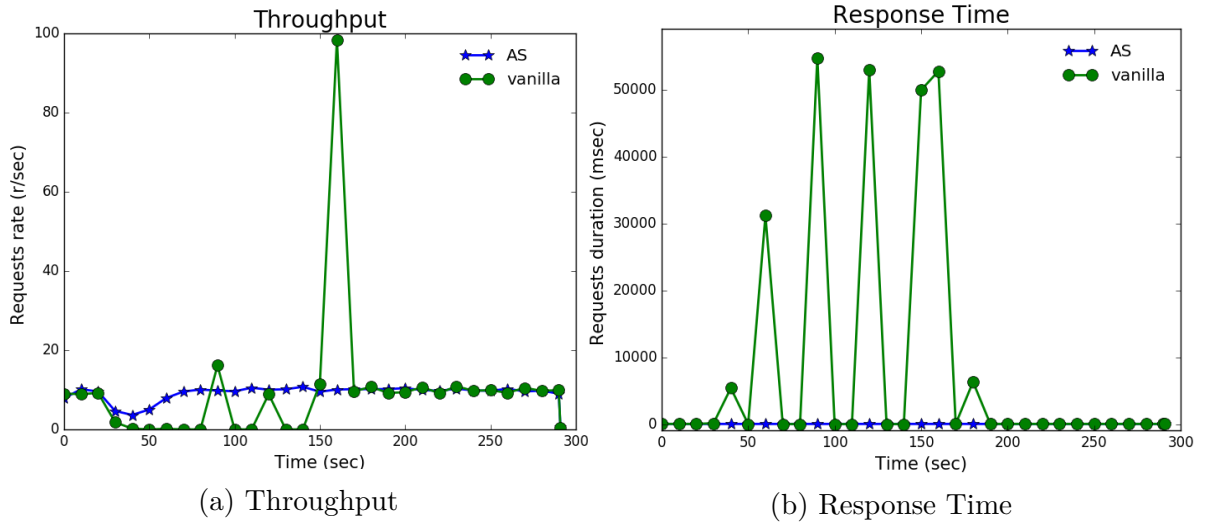 Throughput
100
80
60
40
20
0
Requests rate (r/sec)
AS
vanilla
0 50 100 150 200 250 300
Time (sec)
(a) Throughput
Response Time
50000
40000
30000
20000
10000
0
Requests duration (msec)
AS
vanilla
0 50 100 150 200 250 300
Time (sec)
(b) Response Time